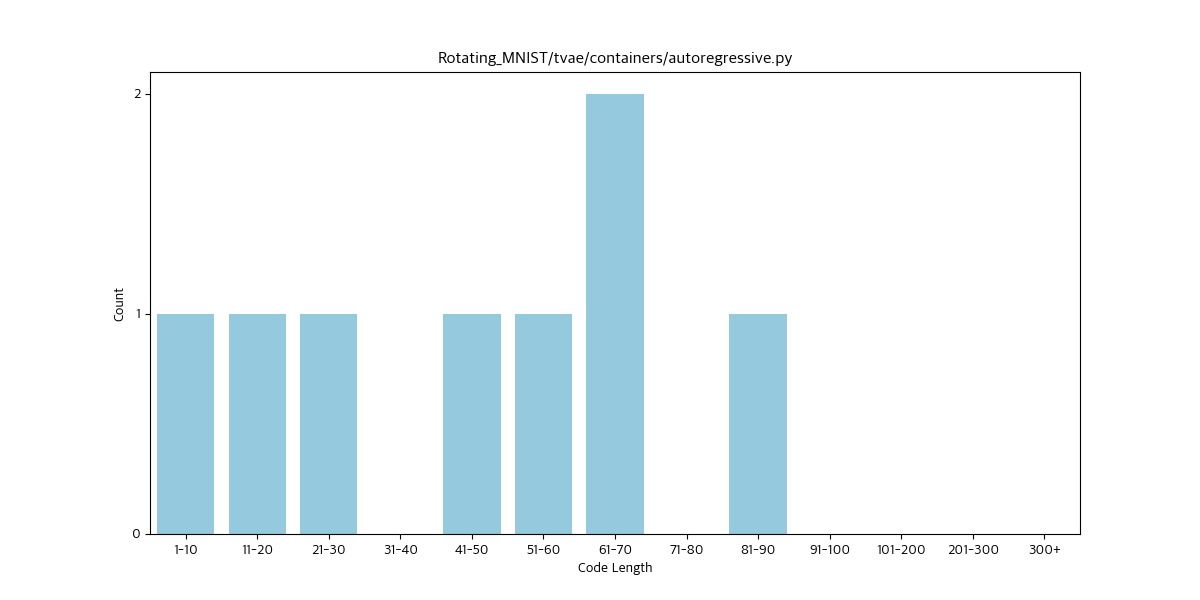 Rotating_MNIST/tvae/containers/autoregressive.py
2
1
0
Count
1-10 11-20 21-30 31-40 41-50 51-60 61-70 71-80 81-90 91-100 101-200 201-300 300+
Code Length